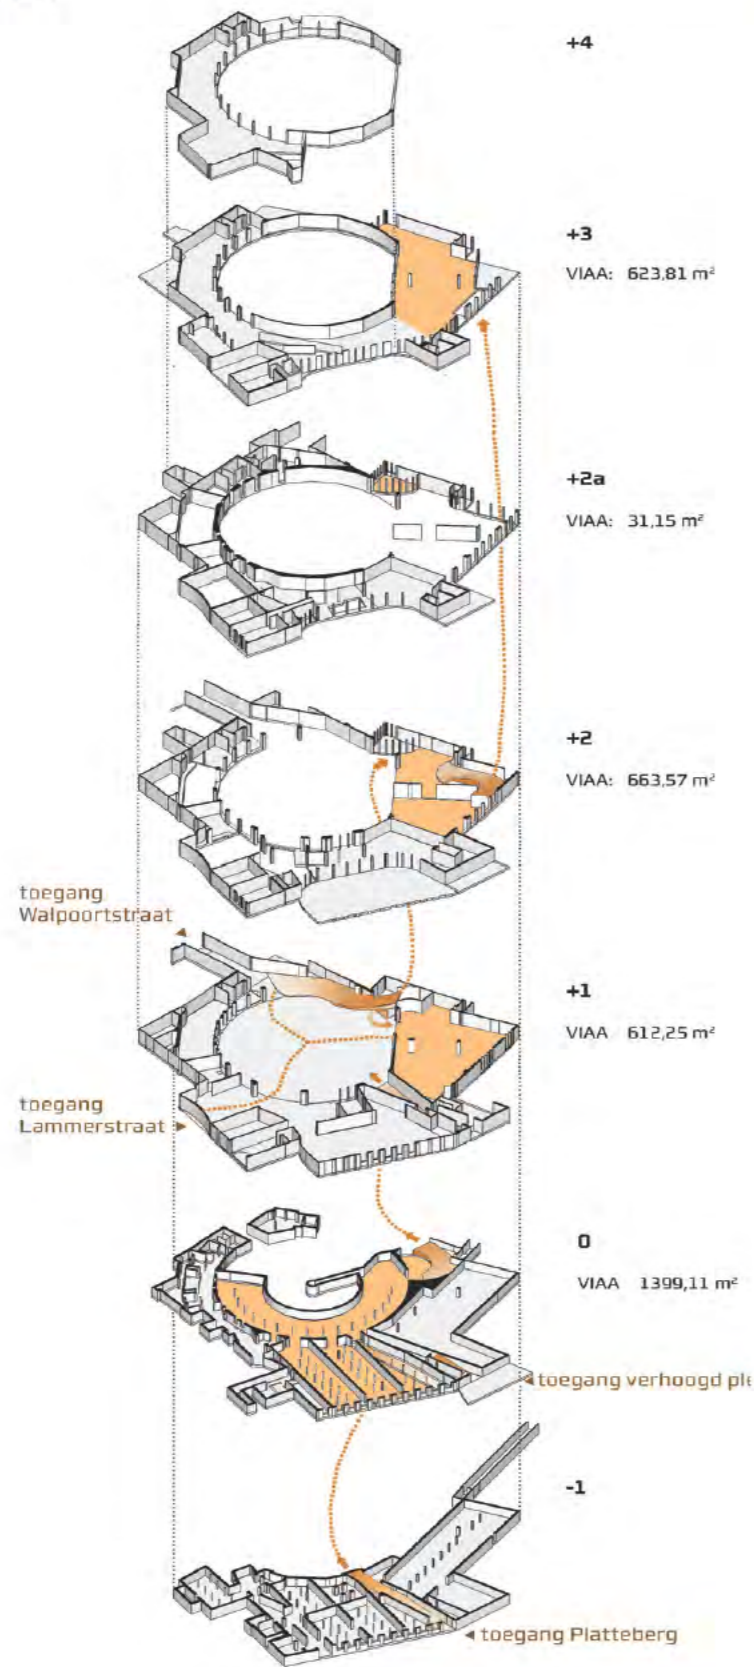 +4
+3
VIAA: 623,81 m²
+2a
VIAA: 31,15 m²
+2
VIAA: 663,57 m²
toegang
Walpoortstraat
+1
VIAA 612,25 m²
toegang
Lammerstraat
0
VIAA 1399,11 m²
toegang verhoogd ple
-1
toegang Platteberg